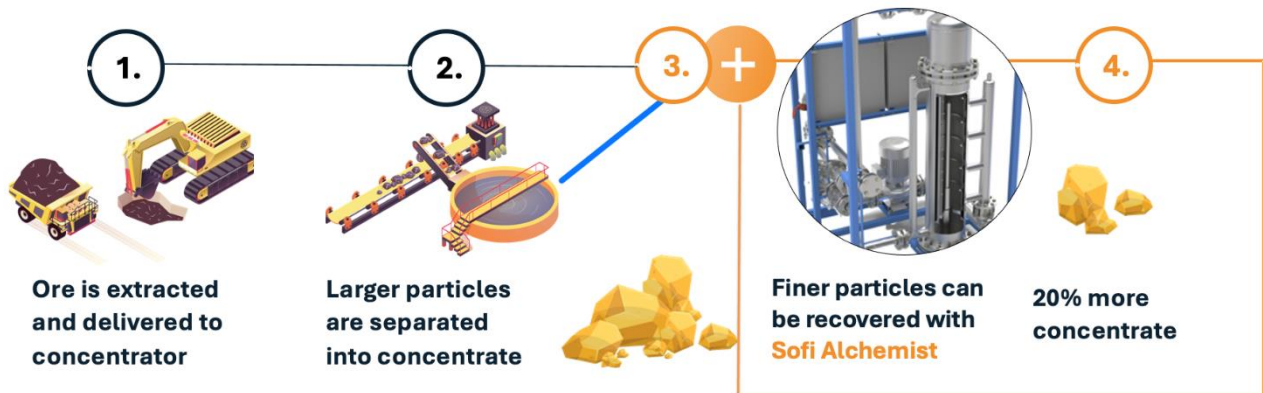 1.
2.
3.
+
4.
Ore is extracted
and delivered to
concentrator
Larger particles
are separated
into concentrate
Finer particles can
be recovered with
Sofi Alchemist
20% more
concentrate